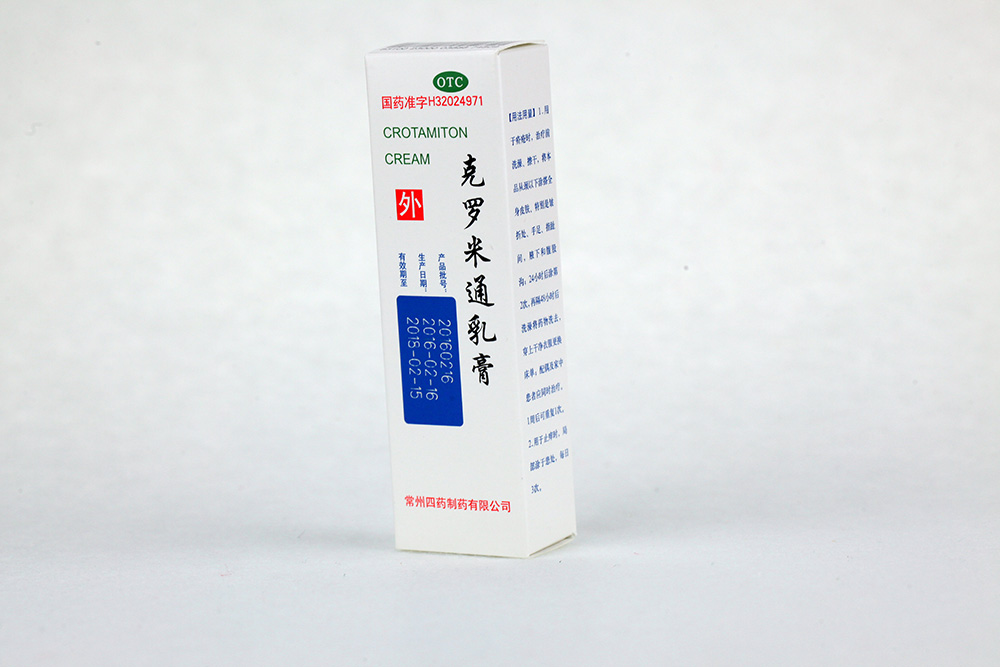 OTC
国药准字H32024971
CROTAMITON
CREAM
外
克罗米通乳膏
产品批号: 20160216
生产日期: 2016-02-16
有效期至 2018-02-15
常州四药制药有限公司
【用法用量】1.用
于疥疮时,治疗前
洗澡、擦干,将本
品从颈以下涂搽全
身皮肤,特别是皱
折处、手足、指趾
间、腋下和腹股
沟;24小时后涂第
2次,再隔48小时后
洗澡将药物洗去,
穿上干净衣服更换
床单;配偶及家中
患者应同时治疗。
1周后可重复1次。
2.用于止痒时,局
部涂于患处,每日
3次。